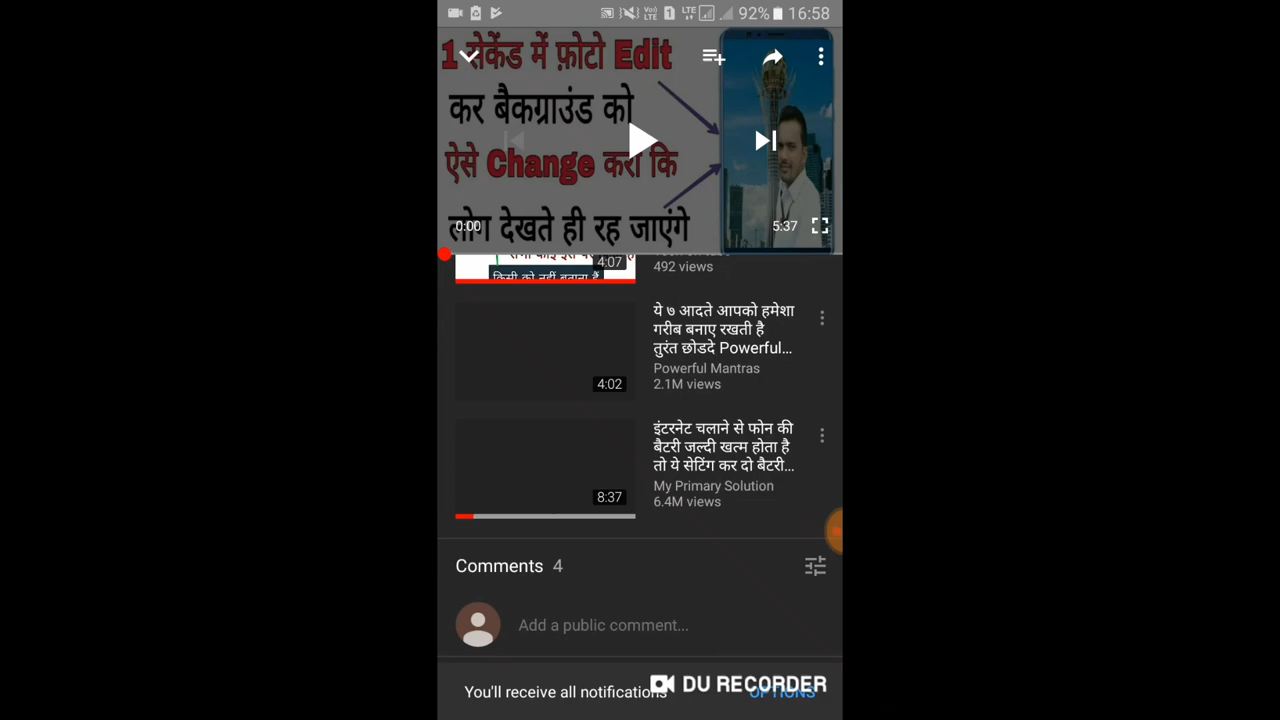 92% 16:58
1 सेकेंड में फ़ोटो Edit
कर बैकग्राउंड को
ऐसे Change करो कि
लोग देखते ही रह जाएंगे
0:00
5:37
4:07
किसी को नहीं बताना हैं
492 views
ये ७ आदते आपको हमेशा
गरीब बनाए रखती है
तुरंत छोडदे Powerful...
Powerful Mantras
2.1M views
4:02
इंटरनेट चलाने से फोन की
बैटरी जल्दी खत्म होता है
तो ये सेटिंग कर दो बैटरी...
My Primary Solution
6.4M views
8:37
Comments 4
Add a public comment...
You'll receive all notifications
OPTIONS
DU RECORDER